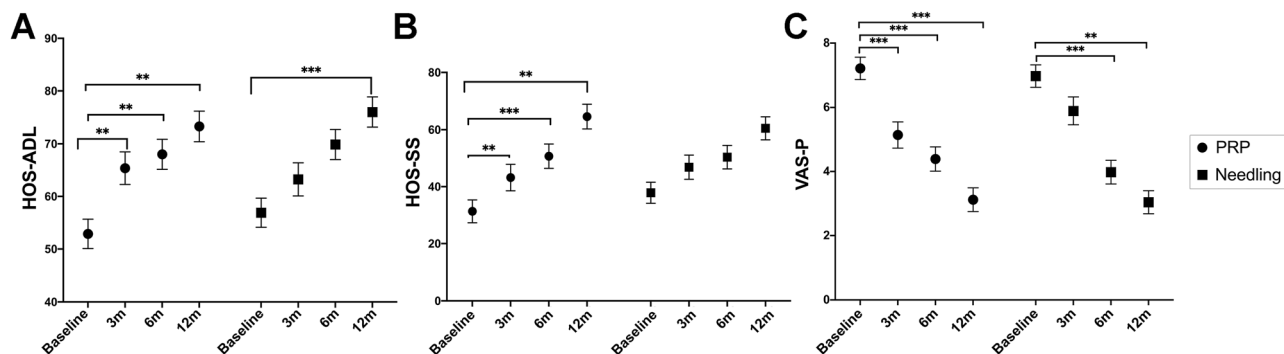 A
HOS-ADL
90
80
70
60
50
40
**
**
**
***
Baseline
3m
6m
12m
Baseline
3m
6m
12m
B
HOS-SS
80
60
40
20
0
**
***
**
Baseline
3m
6m
12m
Baseline
3m
6m
12m
C
VAS-P
8
6
4
2
0
***
***
***
**
***
Baseline
3m
6m
12m
Baseline
3m
6m
12m
PRP
Needling